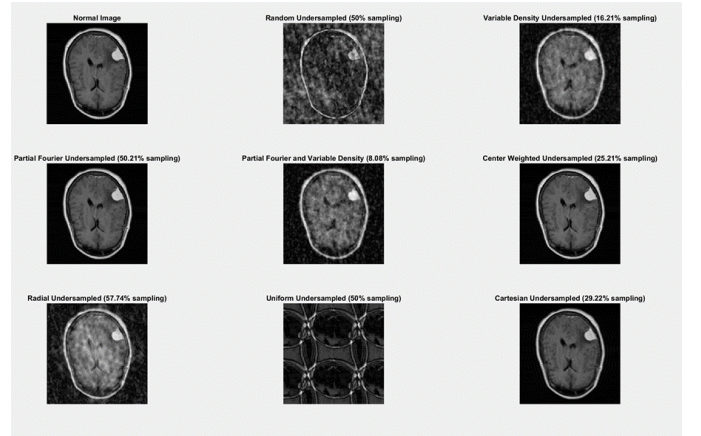 Normal Image
Random Undersampled (50% sampling)
Variable Density Undersampled (16.21% sampling)
Partial Fourier Undersampled (50.21% sampling)
Partial Fourier and Variable Density (8.08% sampling)
Center Weighted Undersampled (25.21% sampling)
Radial Undersampled (57.74% sampling)
Uniform Undersampled (50% sampling)
Cartesian Undersampled (29.22% sampling)